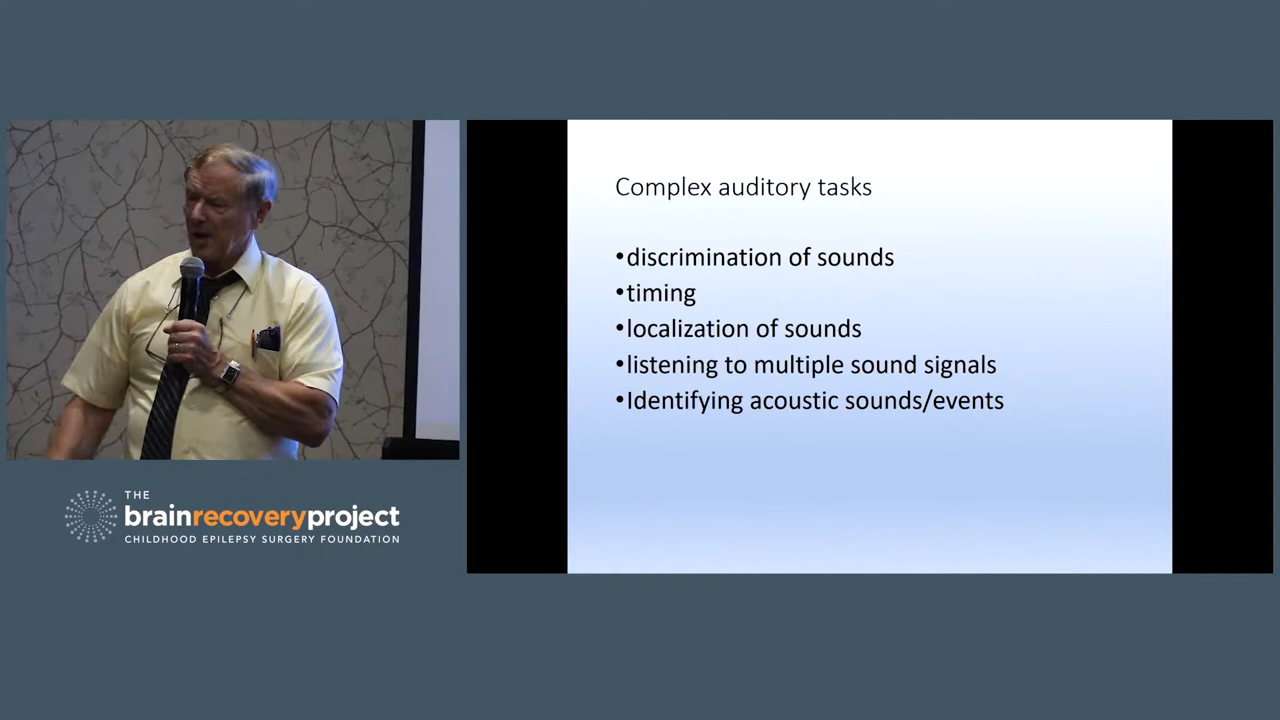 Complex auditory tasks
•discrimination of sounds
•timing
•localization of sounds
•listening to multiple sound signals
•Identifying acoustic sounds/events
THE
brainrecoveryproject
CHILDHOOD EPILEPSY SURGERY FOUNDATION